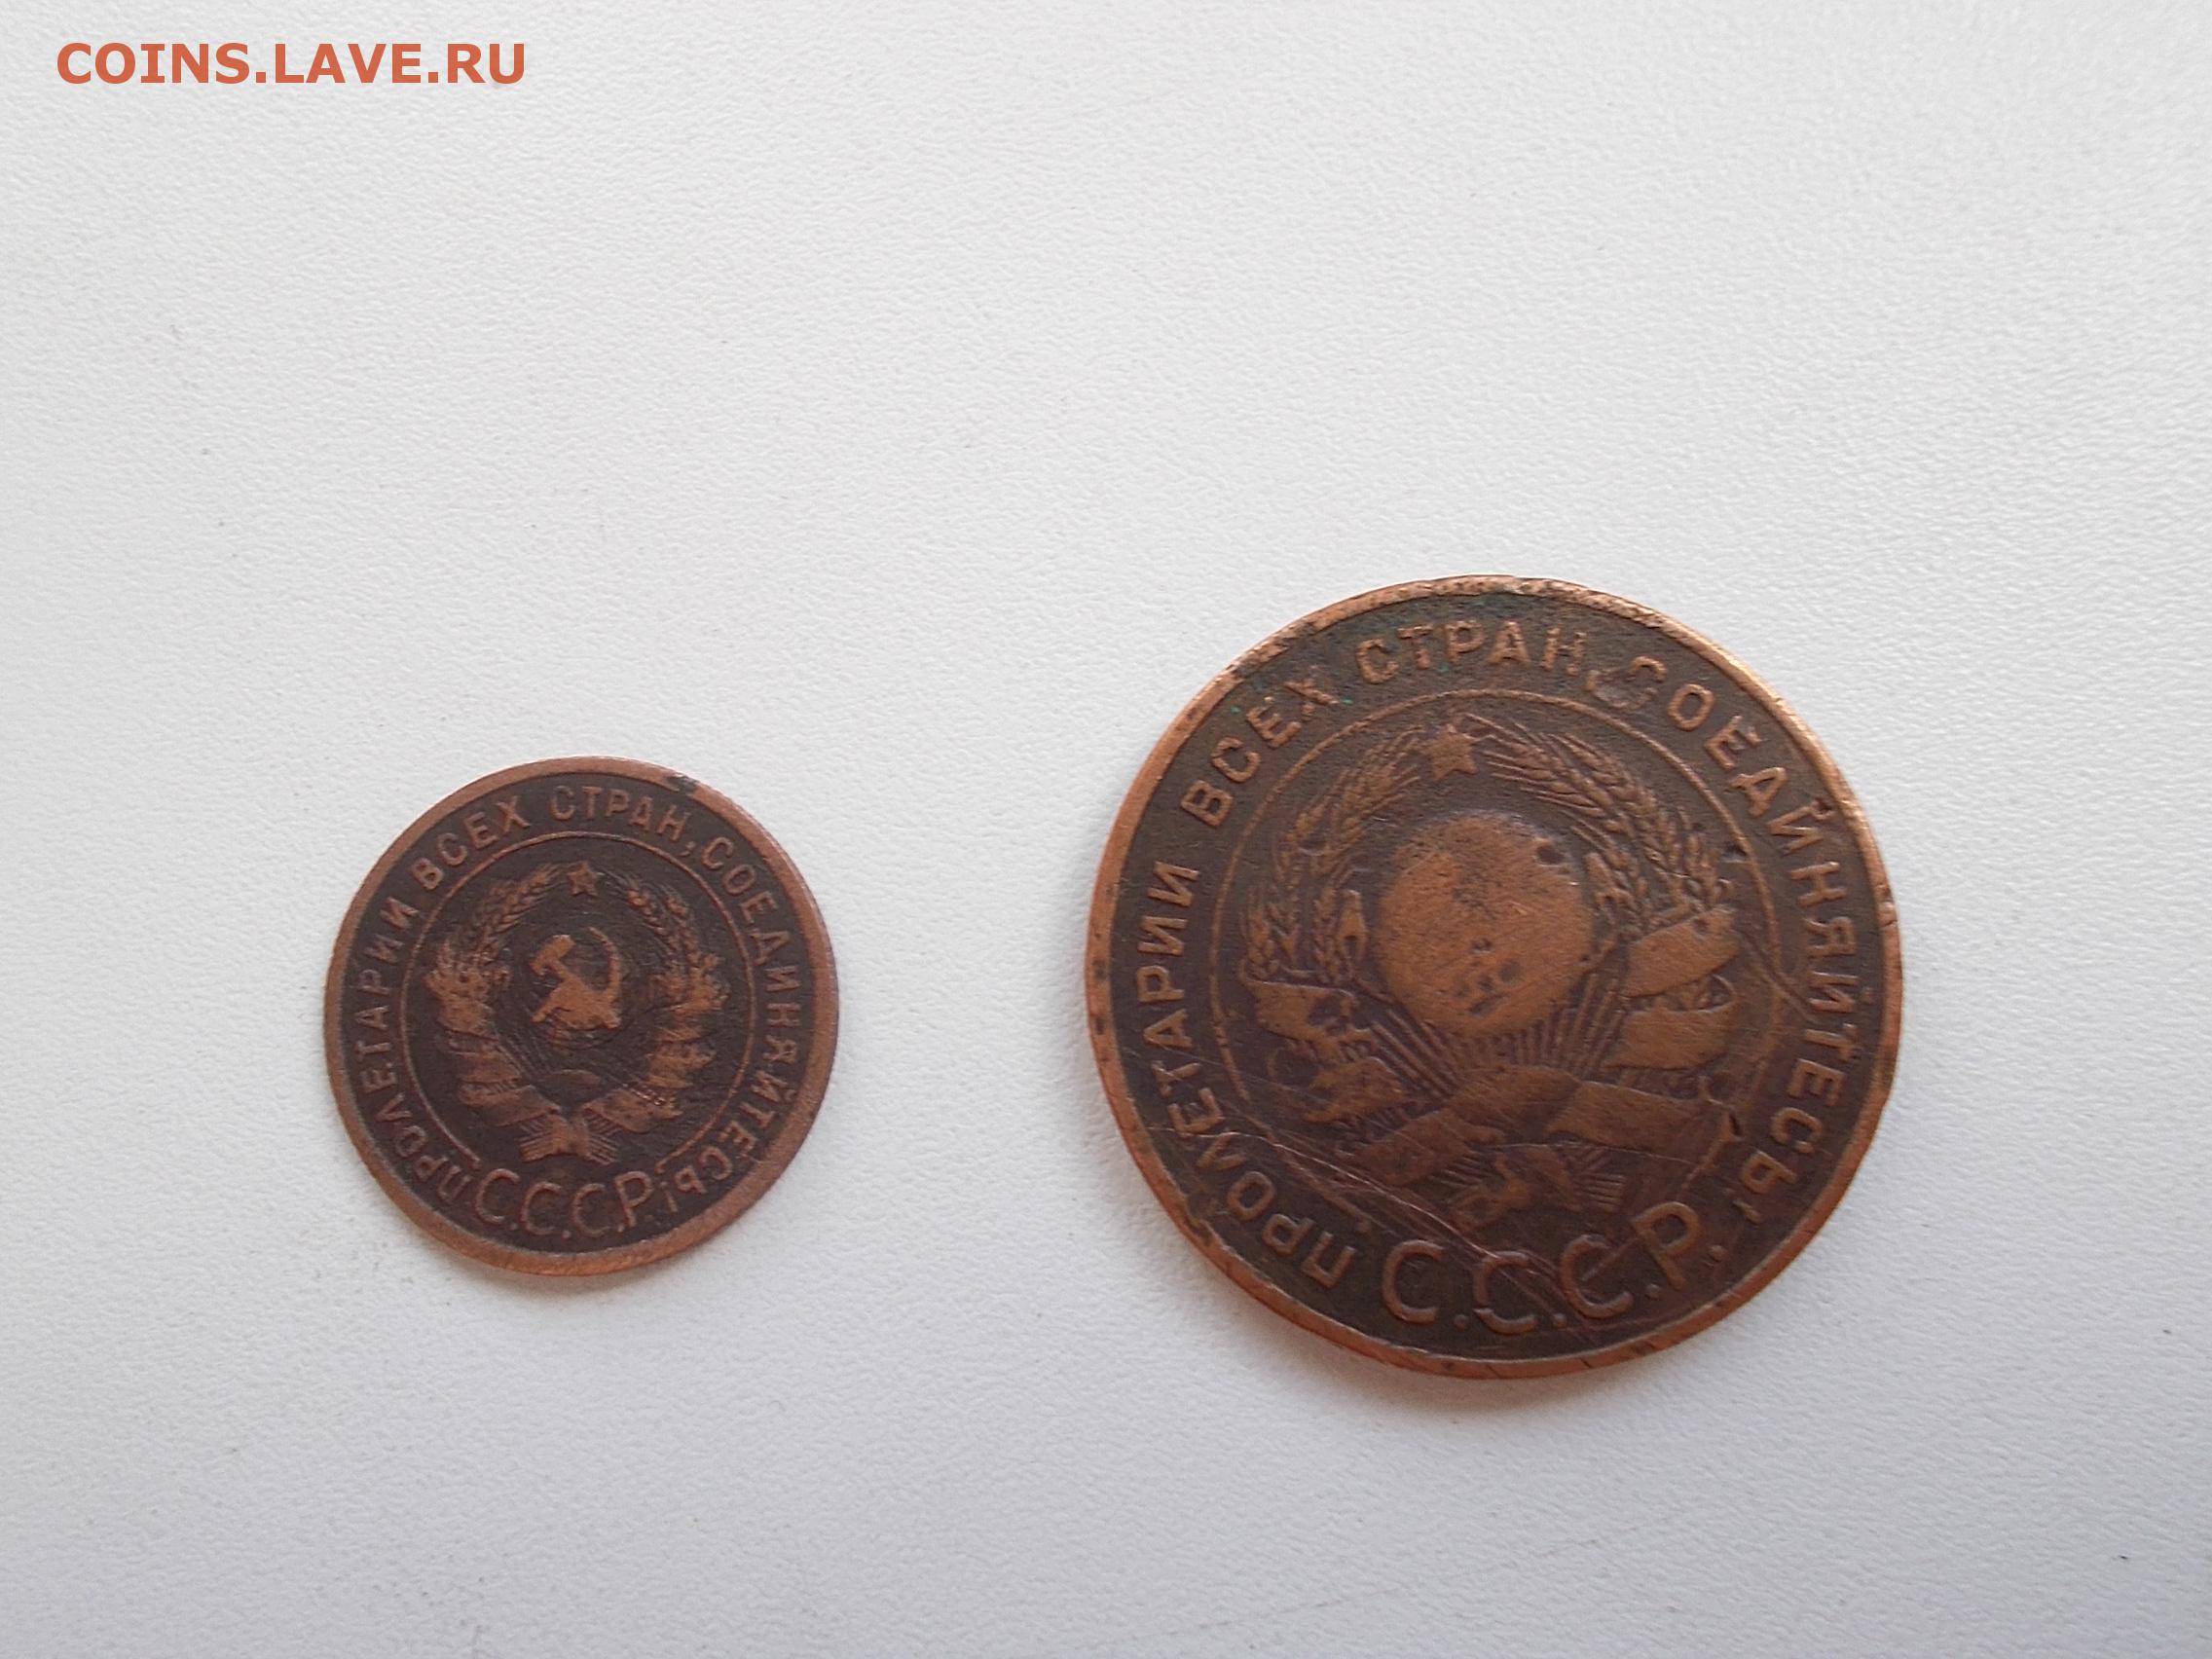 COINS.LAVE.RU
ПРОЛЕТАРИИ ВСЕХ СТРАН, СОЕДИНЯЙТЕСЬ!
С.С.С.Р.
ПРОЛЕТАРИИ ВСЕХ СТРАН, СОЕДИНЯЙТЕСЬ!
С.С.С.Р.